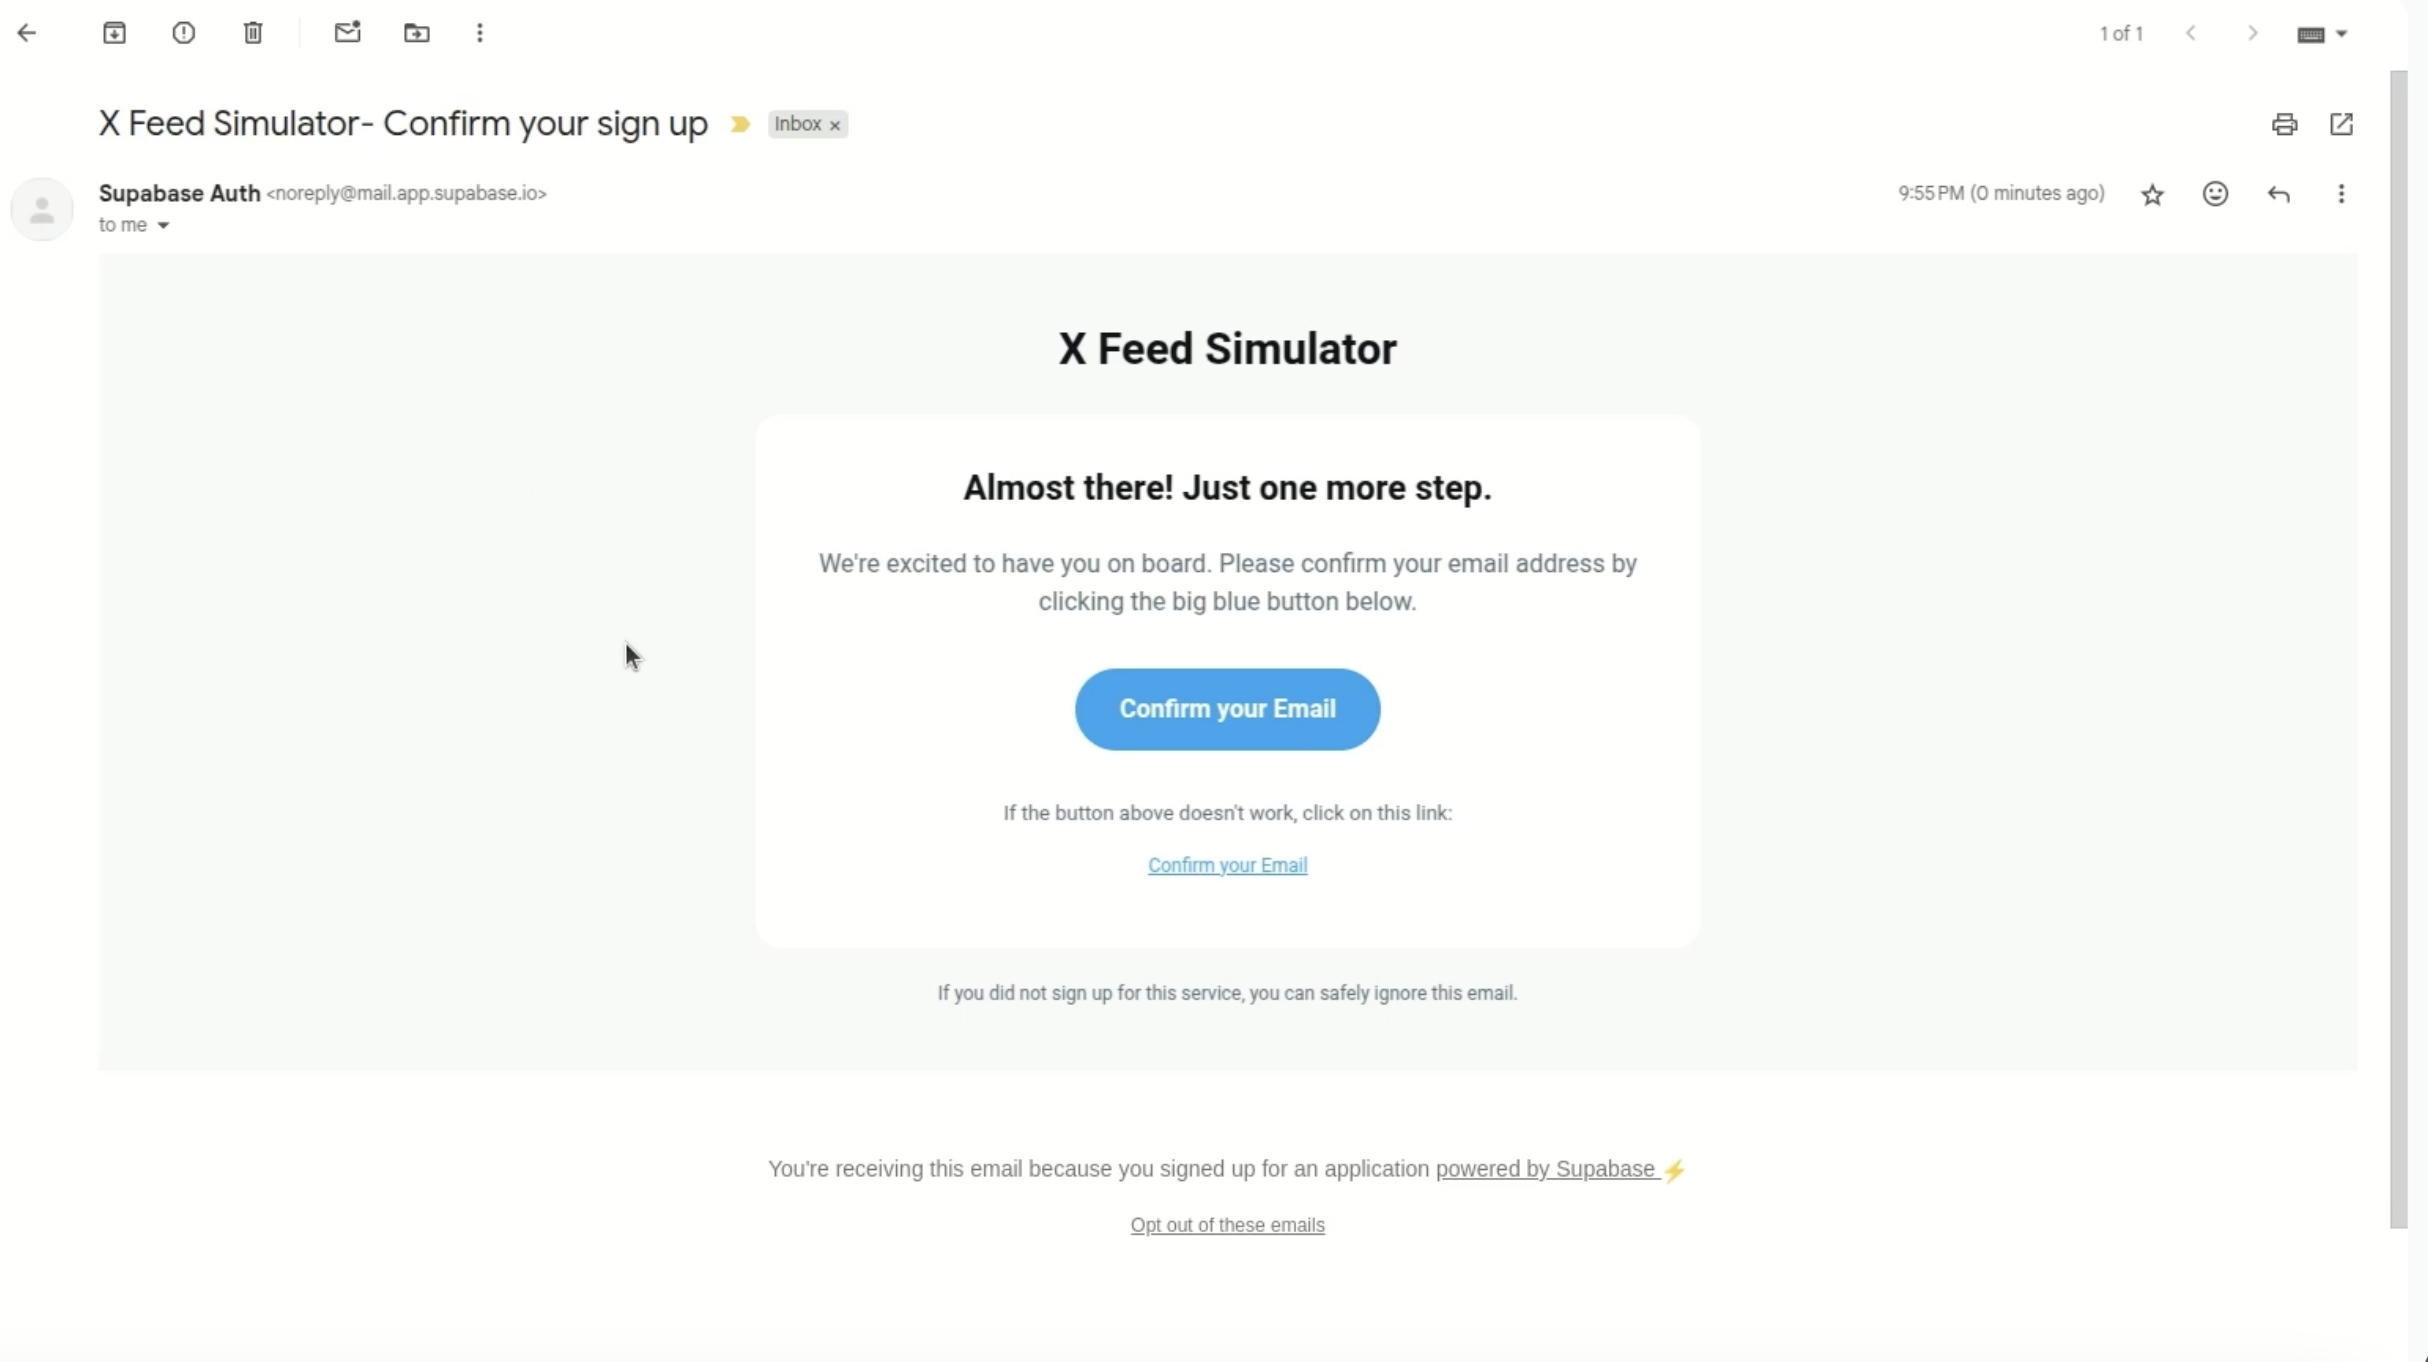 1 of 1
X Feed Simulator- Confirm your sign up
Inbox ×
Supabase Auth <noreply@mail.app.supabase.io>
9:55 PM (0 minutes ago)
to me
X Feed Simulator
Almost there! Just one more step.
We're excited to have you on board. Please confirm your email address by
clicking the big blue button below.
Confirm your Email
If the button above doesn't work, click on this link:
Confirm your Email
If you did not sign up for this service, you can safely ignore this email.
You're receiving this email because you signed up for an application powered by Supabase ⚡
Opt out of these emails